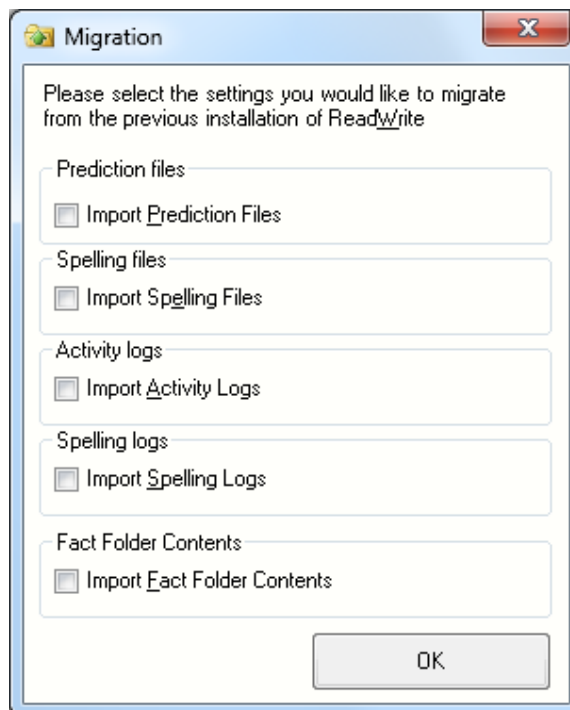 Migration
Please select the settings you would like to migrate
from the previous installation of ReadWrite
Prediction files
Import Prediction Files
Spelling files
Import Spelling Files
Activity logs
Import Activity Logs
Spelling logs
Import Spelling Logs
Fact Folder Contents
Import Fact Folder Contents
OK